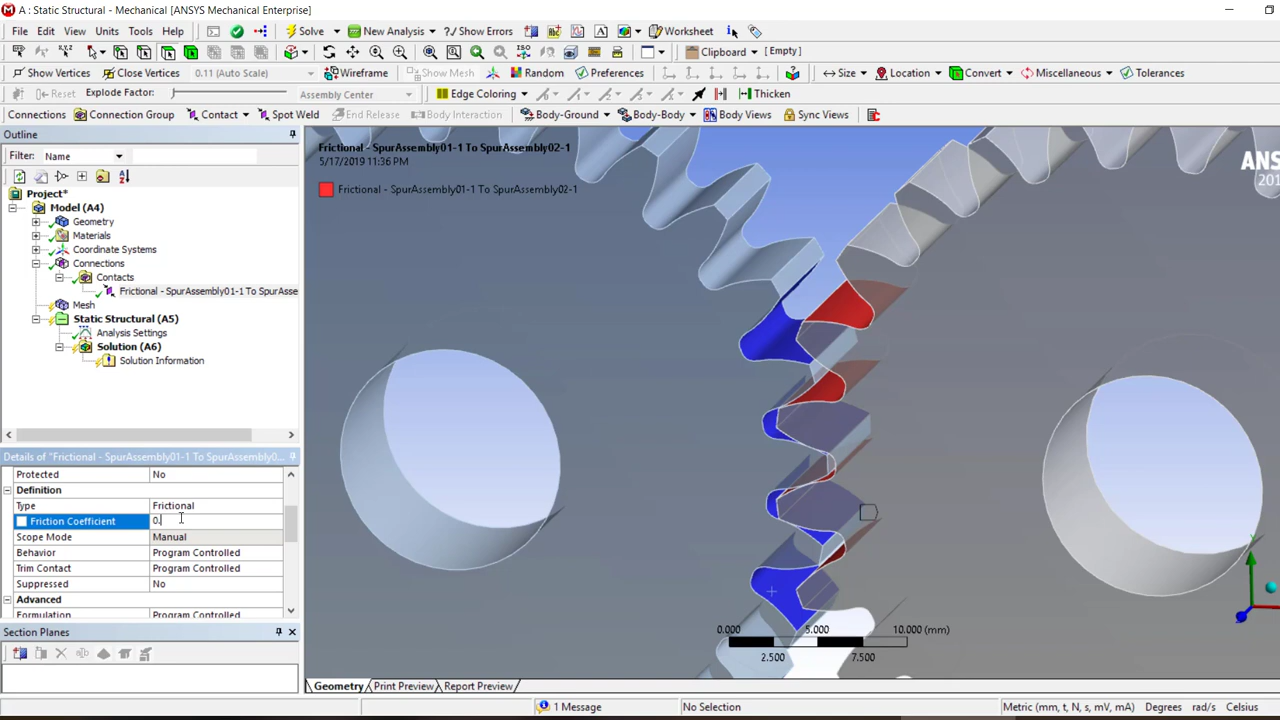 A : Static Structural - Mechanical [ANSYS Mechanical Enterprise]
File Edit View Units Tools Help Solve New Analysis Show Errors Worksheet
Clipboard [ Empty ]
Show Vertices Close Vertices 0.11 (Auto Scale) Wireframe Show Mesh Random Preferences Size Location Convert Miscellaneous Tolerances
Reset Explode Factor: Assembly Center Edge Coloring Thicken
Connections Connection Group Contact Spot Weld End Release Body Interaction Body-Ground Body-Body Body Views Sync Views
Outline
Filter: Name
Project*
Model (A4)
Geometry
Materials
Coordinate Systems
Connections
Contacts
Frictional - SpurAssembly01-1 To SpurAsse
Mesh
Static Structural (A5)
Analysis Settings
Solution (A6)
Solution Information
Details of "Frictional - SpurAssembly01-1 To SpurAssembly0...
Protected No
Definition
Type Frictional
Friction Coefficient 0.
Scope Mode Manual
Behavior Program Controlled
Trim Contact Program Controlled
Suppressed No
Advanced
Formulation Program Controlled
Section Planes
Frictional - SpurAssembly01-1 To SpurAssembly02-1
5/17/2019 11:36 PM
Frictional - SpurAssembly01-1 To SpurAssembly02-1
ANS
201
0.000 5.000 10.000 (mm)
2.500 7.500
Geometry Print Preview Report Preview
1 Message No Selection Metric (mm, t, N, s, mV, mA) Degrees rad/s Celsius